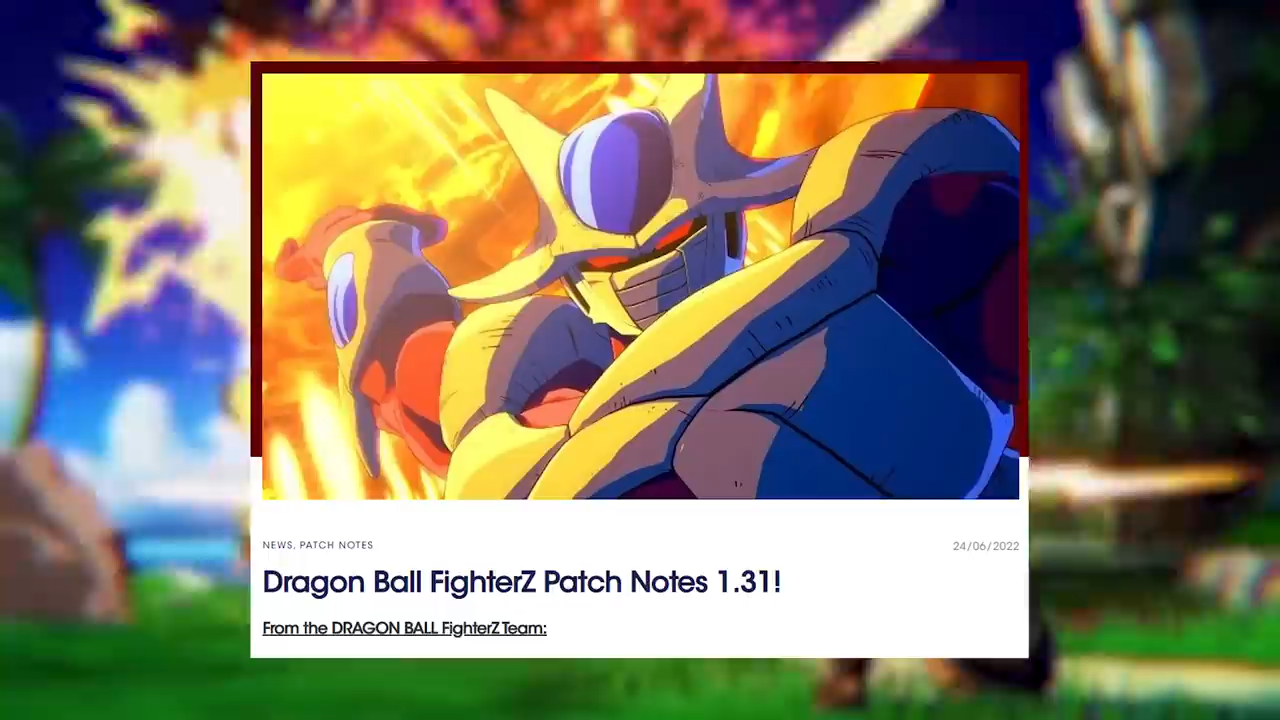 NEWS, PATCH NOTES
24/06/2022
Dragon Ball FighterZ Patch Notes 1.31!
From the DRAGON BALL FighterZ Team: